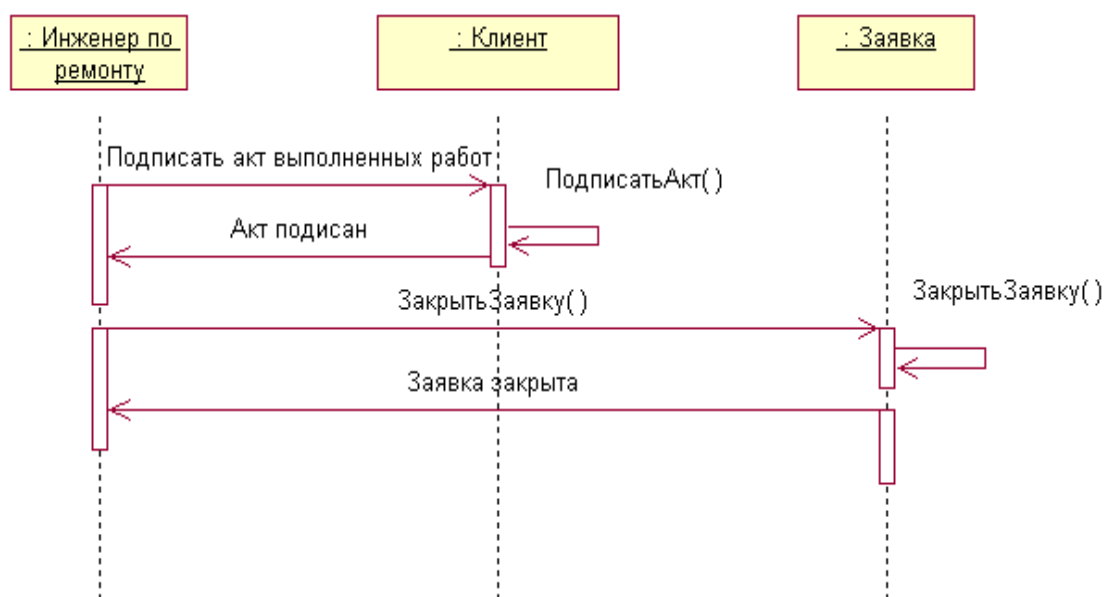 : Инженер по
ремонту
: Клиент
: Заявка
Подписать акт выполненных работ
ПодписатьАкт( )
Акт подисан
ЗакрытьЗаявку( )
ЗакрытьЗаявку( )
Заявка закрыта